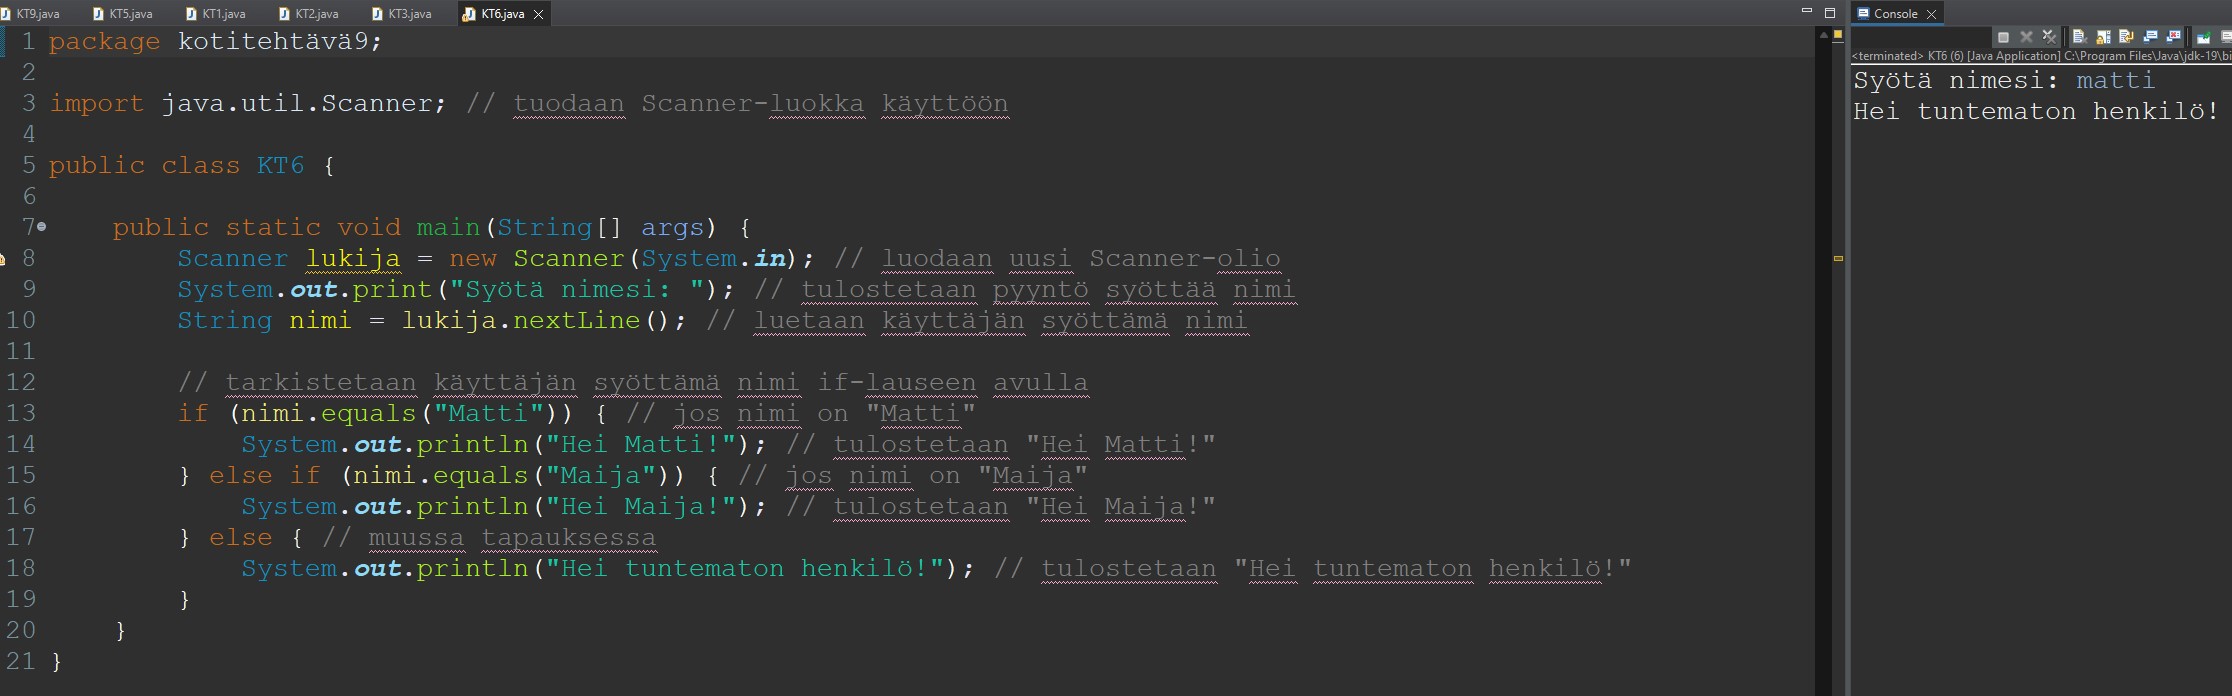 KT9.java KT5.java KT1.java KT2.java KT3.java KT6.java
1 package kotitehtävä9;
2
3 import java.util.Scanner; // tuodaan Scanner-luokka käyttöön
4
5 public class KT6 {
6
7 public static void main(String[] args) {
8 Scanner lukija = new Scanner(System.in); // luodaan uusi Scanner-olio
9 System.out.print("Syötä nimesi: "); // tulostetaan pyyntö syöttää nimi
10 String nimi = lukija.nextLine(); // luetaan käyttäjän syöttämä nimi
11
12 // tarkistetaan käyttäjän syöttämä nimi if-lauseen avulla
13 if (nimi.equals("Matti")) { // jos nimi on "Matti"
14 System.out.println("Hei Matti!"); // tulostetaan "Hei Matti!"
15 } else if (nimi.equals("Maija")) { // jos nimi on "Maija"
16 System.out.println("Hei Maija!"); // tulostetaan "Hei Maija!"
17 } else { // muussa tapauksessa
18 System.out.println("Hei tuntematon henkilö!"); // tulostetaan "Hei tuntematon henkilö!"
19 }
20 }
21 }
Console
<terminated> KT6 (6) [Java Application] C:\Program Files\Java\jdk-19\bi
Syötä nimesi: matti
Hei tuntematon henkilö!